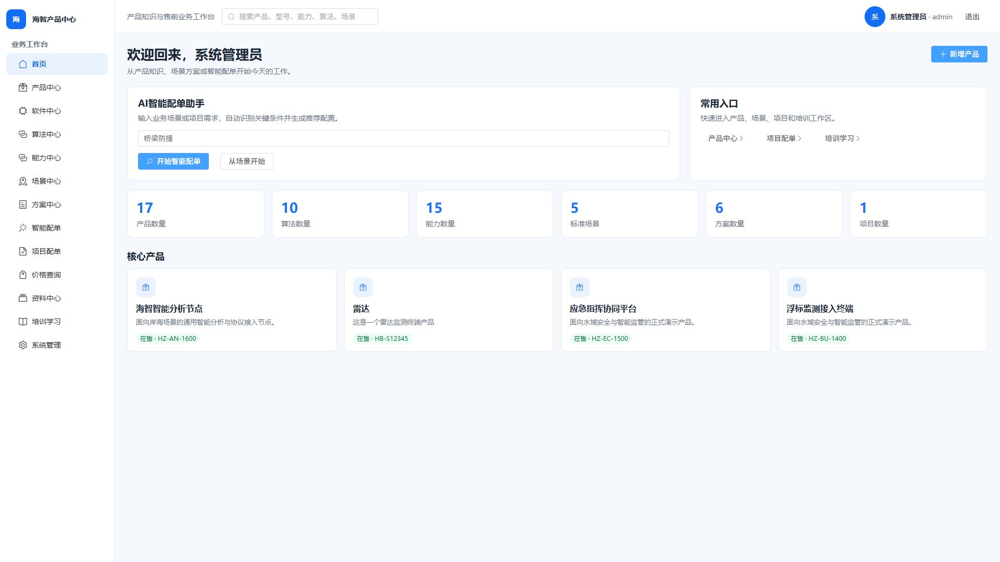 海
海智产品中心
业务工作台
首页
产品中心
软件中心
算法中心
能力中心
场景中心
方案中心
智能配单
项目配单
价格查询
资料中心
培训学习
系统管理
产品知识与售前业务工作台
搜索产品、型号、能力、算法、场景
系
系统管理员 · admin
退出
欢迎回来，系统管理员
从产品知识、场景方案或智能配单开始今天的工作。
新增产品
AI智能配单助手
输入业务场景或项目需求，自动识别关键条件并生成推荐配置。
桥梁防撞
开始智能配单
从场景开始
常用入口
快速进入产品、场景、项目和培训工作区。
产品中心
项目配单
培训学习
17
产品数量
10
算法数量
15
能力数量
5
标准场景
6
方案数量
1
项目数量
核心产品
海智智能分析节点
面向岸海场景的通用智能分析与协议接入节点。
在售 · HZ-AN-1600
雷达
这是一个雷达监测终端产品
在售 · HB-S12345
应急指挥协同平台
面向水域安全与智能监管的正式演示产品。
在售 · HZ-EC-1500
浮标监测接入终端
面向水域安全与智能监管的正式演示产品。
在售 · HZ-BU-1400